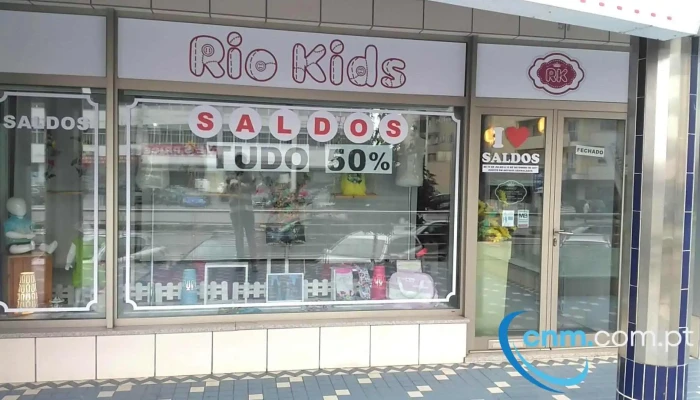 Rio Kids
RK
SALDOS
SALDOS
TUDO 50%
I
SALDOS
FECHADO
cnm.com.pt